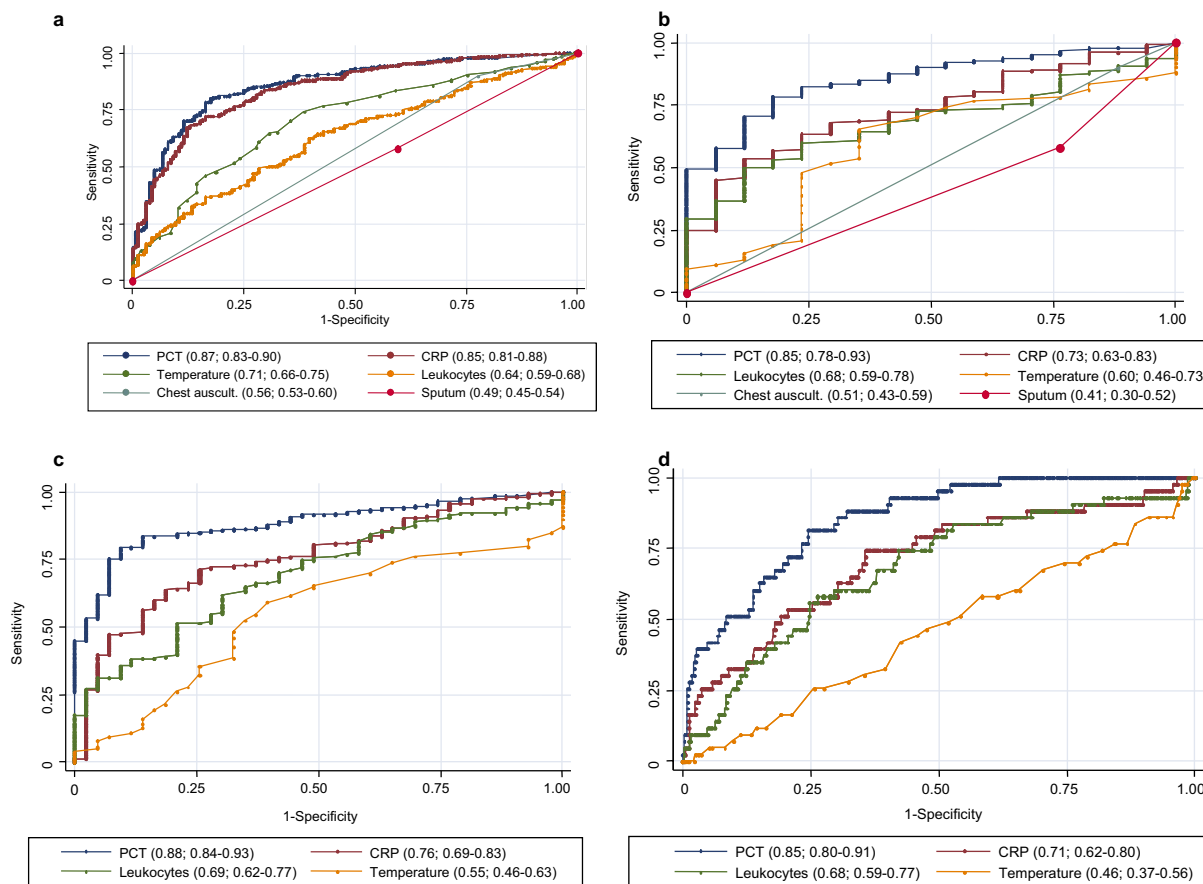 a
1.00
0.75
0.50
0.25
0
Sensitivity
0 0.25 0.50 0.75 1.00
1-Specificity
PCT (0.87; 0.83-0.90) CRP (0.85; 0.81-0.88)
Temperature (0.71; 0.66-0.75) Leukocytes (0.64; 0.59-0.68)
Chest auscult. (0.56; 0.53-0.60) Sputum (0.49; 0.45-0.54)
b
1.00
0.75
0.50
0.25
0
Sensitivity
0 0.25 0.50 0.75 1.00
1-Specificity
PCT (0.85; 0.78-0.93) CRP (0.73; 0.63-0.83)
Leukocytes (0.68; 0.59-0.78) Temperature (0.60; 0.46-0.73
Chest auscult. (0.51; 0.43-0.59) Sputum (0.41; 0.30-0.52)
c
1.00
0.75
0.50
0.25
0
Sensitivity
0 0.25 0.50 0.75 1.00
1-Specificity
PCT (0.88; 0.84-0.93) CRP (0.76; 0.69-0.83)
Leukocytes (0.69; 0.62-0.77) Temperature (0.55; 0.46-0.63)
d
1.00
0.75
0.50
0.25
0
Sensitivity
0 0.25 0.50 0.75 1.00
1-Specificity
PCT (0.85; 0.80-0.91) CRP (0.71; 0.62-0.80)
Leukocytes (0.68; 0.59-0.77) Temperature (0.46; 0.37-0.56)